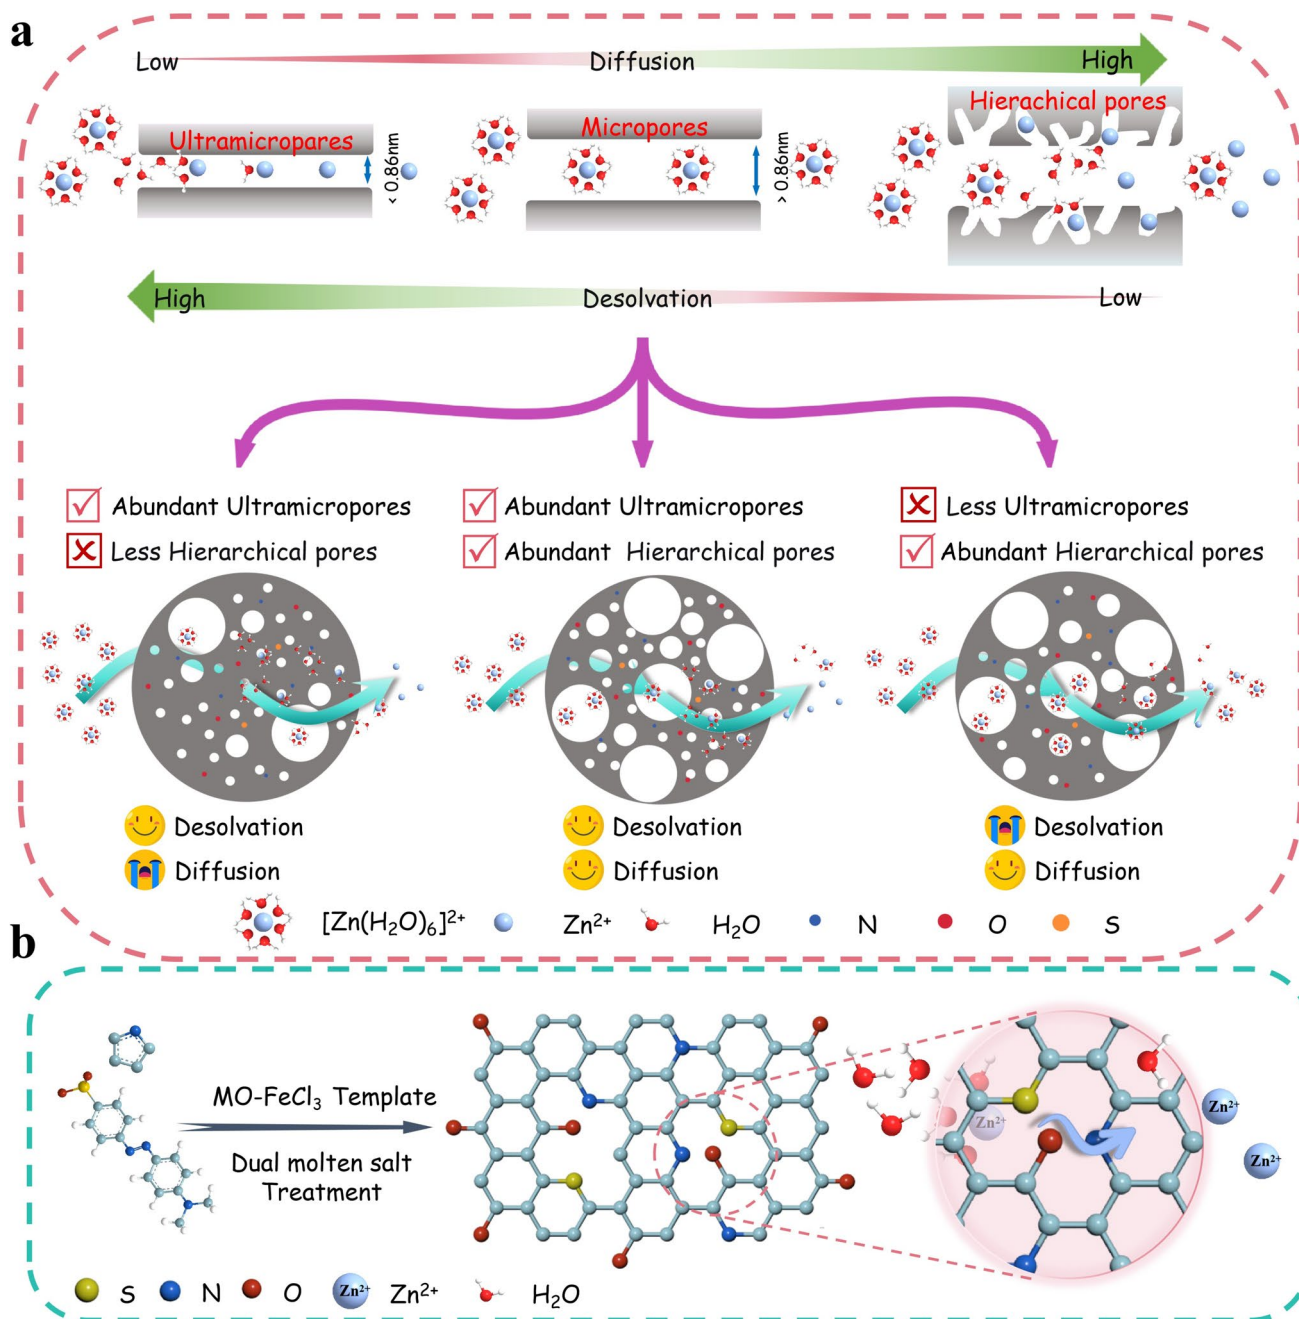 a
Low Diffusion High
Ultramicropares Micropores Hierachical pores
< 0.86nm > 0.86nm
High Desolvation Low
Abundant Ultramicropores Abundant Ultramicropores Less Ultramicropores
Less Hierarchical pores Abundant Hierarchical pores Abundant Hierarchical pores
Desolvation Desolvation Desolvation
Diffusion Diffusion Diffusion
[Zn(H₂O)₆]²⁺ Zn²⁺ H₂O N O S
b
MO-FeCl₃ Template
Dual molten salt
Treatment
Zn²⁺ Zn²⁺
Zn²⁺
S N O Zn²⁺ Zn²⁺ H₂O